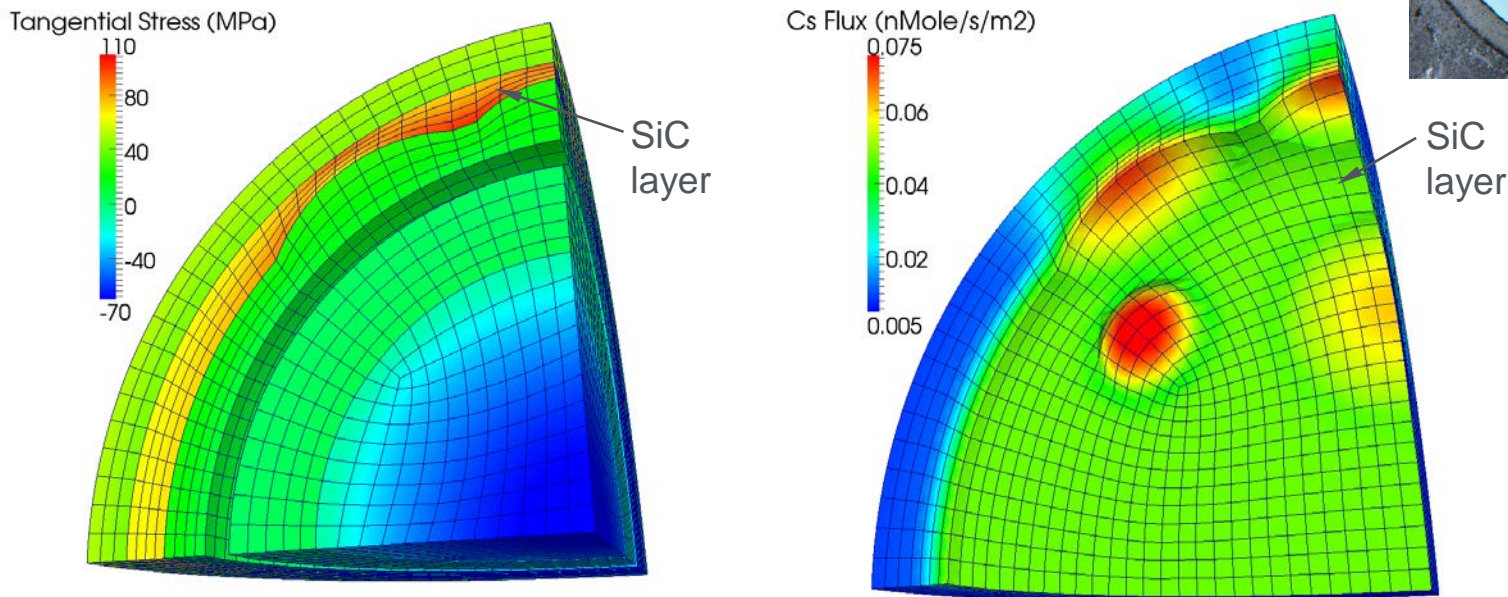 Tangential Stress (MPa)
110
80
40
0
-40
-70
SiC
layer
Cs Flux (nMole/s/m2)
0.075
0.06
0.04
0.02
0.005
SiC
layer